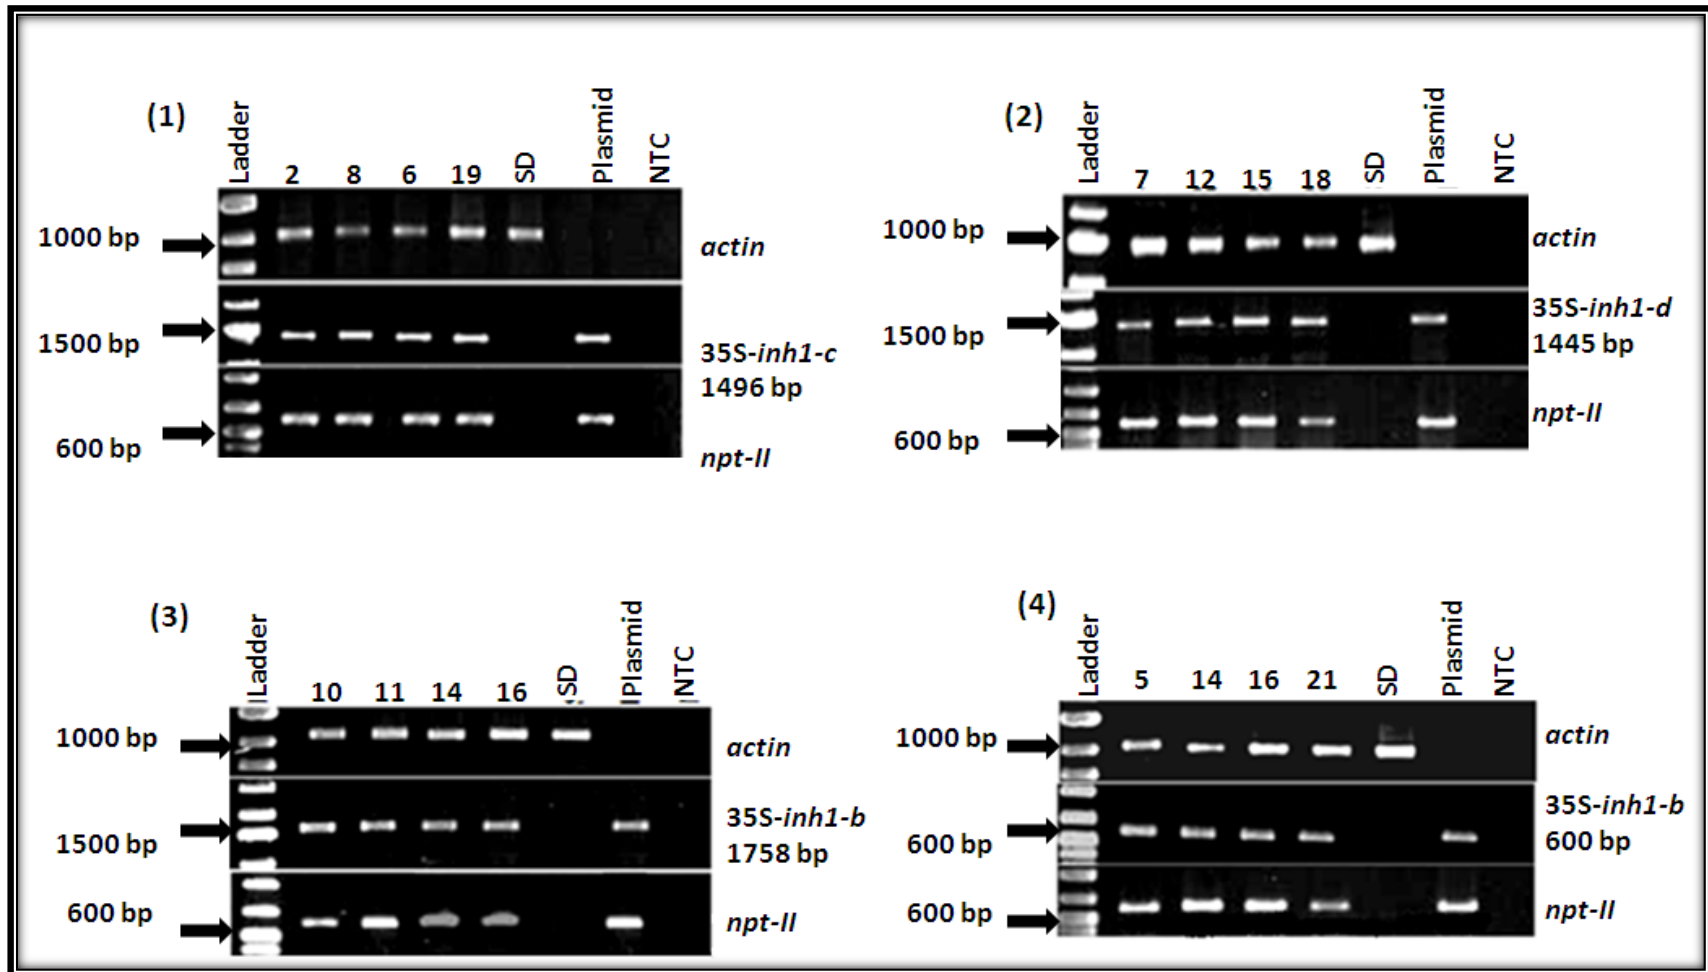 (1)
Ladder
2 8 6 19
SD
Plasmid
NTC
1000 bp
actin
1500 bp
35S-inh1-c
1496 bp
600 bp
npt-II
(2)
Ladder
7 12 15 18
SD
Plasmid
NTC
1000 bp
actin
1500 bp
35S-inh1-d
1445 bp
600 bp
npt-II
(3)
Ladder
10 11 14 16
SD
Plasmid
NTC
1000 bp
actin
1500 bp
35S-inh1-b
1758 bp
600 bp
npt-II
(4)
Ladder
5 14 16 21
SD
Plasmid
NTC
1000 bp
actin
600 bp
35S-inh1-b
600 bp
600 bp
npt-II